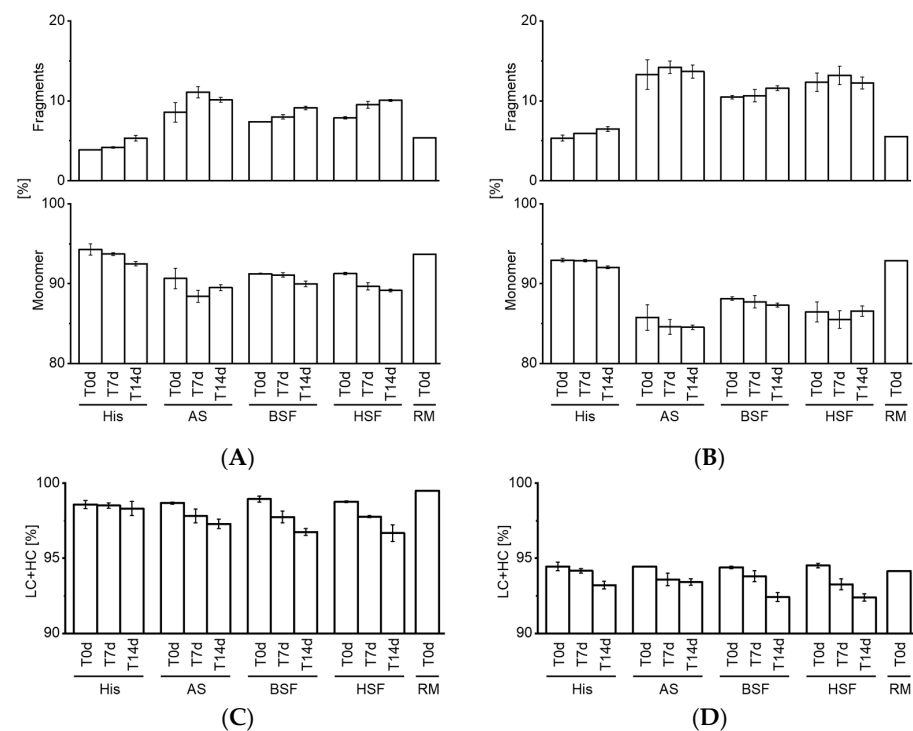 20
10
0
Fragments
[%]
100
90
80
Monomer
T0d T7d T14d T0d T7d T14d T0d T7d T14d T0d T7d T14d T0d
His AS BSF HSF RM
(A)
20
10
0
Fragments
[%]
100
90
80
Monomer
T0d T7d T14d T0d T7d T14d T0d T7d T14d T0d T7d T14d T0d
His AS BSF HSF RM
(B)
100
95
90
LC+HC [%]
T0d T7d T14d T0d T7d T14d T0d T7d T14d T0d T7d T14d T0d
His AS BSF HSF RM
(C)
100
95
90
LC+HC [%]
T0d T7d T14d T0d T7d T14d T0d T7d T14d T0d T7d T14d T0d
His AS BSF HSF RM
(D)